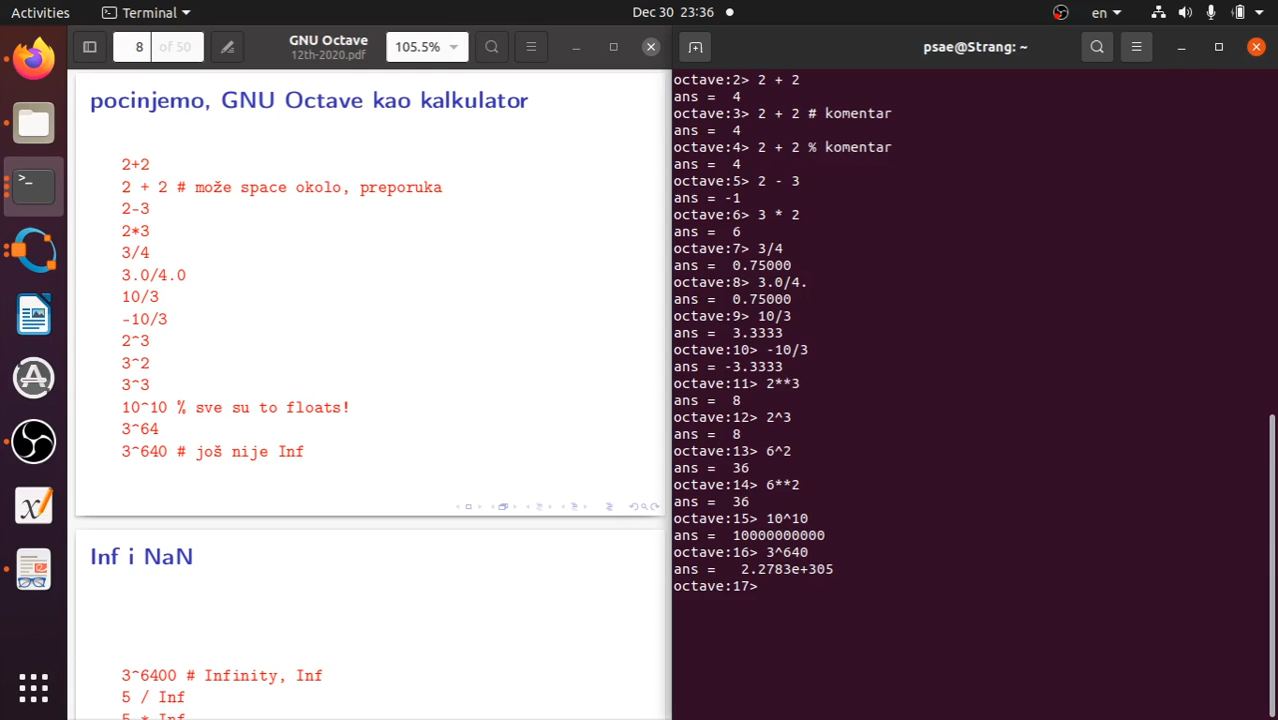 Activities
Terminal
Dec 30 23:36
en
8
of 50
GNU Octave
12th-2020.pdf
105.5%
pocinjemo, GNU Octave kao kalkulator
2+2
2 + 2 # može space okolo, preporuka
2-3
2*3
3/4
3.0/4.0
10/3
-10/3
2^3
3^2
3^3
10^10 % sve su to floats!
3^64
3^640 # još nije Inf
Inf i NaN
3^6400 # Infinity, Inf
5 / Inf
5 * Inf
psae@Strang: ~
octave:2> 2 + 2
ans =  4
octave:3> 2 + 2 # komentar
ans =  4
octave:4> 2 + 2 % komentar
ans =  4
octave:5> 2 - 3
ans = -1
octave:6> 3 * 2
ans =  6
octave:7> 3/4
ans =  0.75000
octave:8> 3.0/4.
ans =  0.75000
octave:9> 10/3
ans =  3.3333
octave:10> -10/3
ans = -3.3333
octave:11> 2**3
ans =  8
octave:12> 2^3
ans =  8
octave:13> 6^2
ans =  36
octave:14> 6**2
ans =  36
octave:15> 10^10
ans =  10000000000
octave:16> 3^640
ans =   2.2783e+305
octave:17>